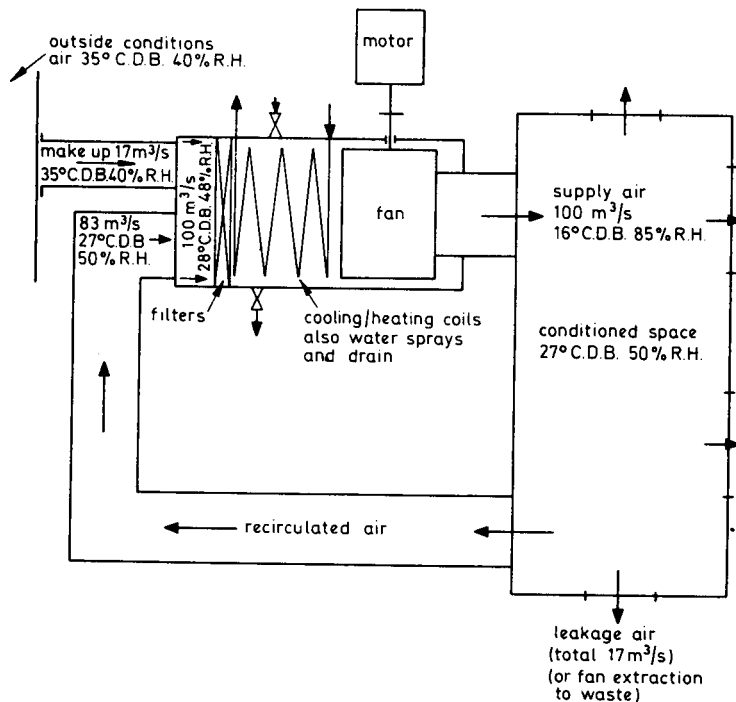 outside conditions
air 35° C.D.B. 40% R.H.
motor
make up 17m³/s
35°C.D.B.40% R.H.
83 m³/s
27°C.D.B
50% R.H.
100 m³/s
28°C.D.B. 48% R.H.
fan
supply air
100 m³/s
16°C.D.B. 85% R.H.
filters
cooling/heating coils
also water sprays
and drain
conditioned space
27°C.D.B. 50% R.H.
recirculated air
leakage air
(total 17m³/s)
(or fan extraction
to waste)